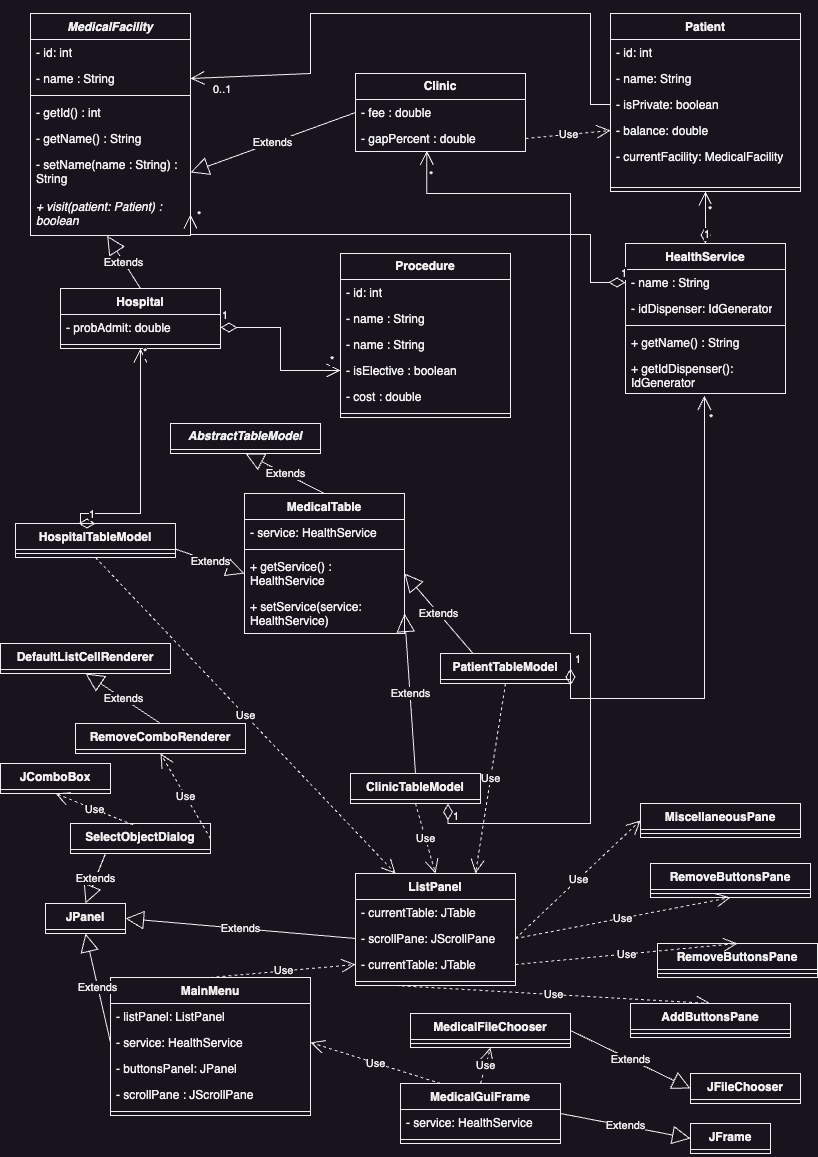 MedicalFacility
- id: int
- name : String
- getId() : int
- getName() : String
- setName(name : String) :
String
+ visit(patient: Patient) :
boolean
0..1
Clinic
- fee : double
- gapPercent : double
Extends
Use
Patient
- id: int
- name: String
- isPrivate: boolean
- balance: double
- currentFacility: MedicalFacility
*
*
*
1
1
HealthService
- name : String
- idDispenser: IdGenerator
+ getName() : String
+ getIdDispenser():
IdGenerator
*
Extends
Hospital
- probAdmit: double
1
*
*
Procedure
- id: int
- name : String
- name : String
- isElective : boolean
- cost : double
AbstractTableModel
Extends
MedicalTable
- service: HealthService
+ getService() :
HealthService
+ setService(service:
HealthService)
1
HospitalTableModel
Extends
Extends
Extends
PatientTableModel
1
DefaultListCellRenderer
Extends
RemoveComboRenderer
Use
JComboBox
Use
Use
SelectObjectDialog
Extends
JPanel
ClinicTableModel
1
Use
Use
ListPanel
- currentTable: JTable
- scrollPane: JScrollPane
- currentTable: JTable
Extends
Use
MiscellaneousPane
Use
RemoveButtonsPane
Use
RemoveButtonsPane
Use
AddButtonsPane
Use
Extends
MainMenu
- listPanel: ListPanel
- service: HealthService
- buttonsPanel: JPanel
- scrollPane : JScrollPane
MedicalFileChooser
Use
Use
Extends
JFileChooser
MedicalGuiFrame
- service: HealthService
Extends
JFrame